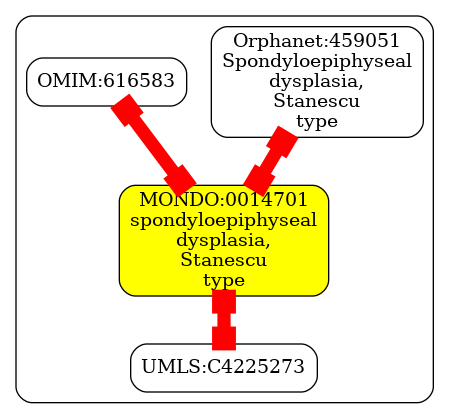 OMIM:616583
Orphanet:459051
Spondyloepiphyseal
dysplasia,
Stanescu
type
MONDO:0014701
spondyloepiphyseal
dysplasia,
Stanescu
type
UMLS:C4225273